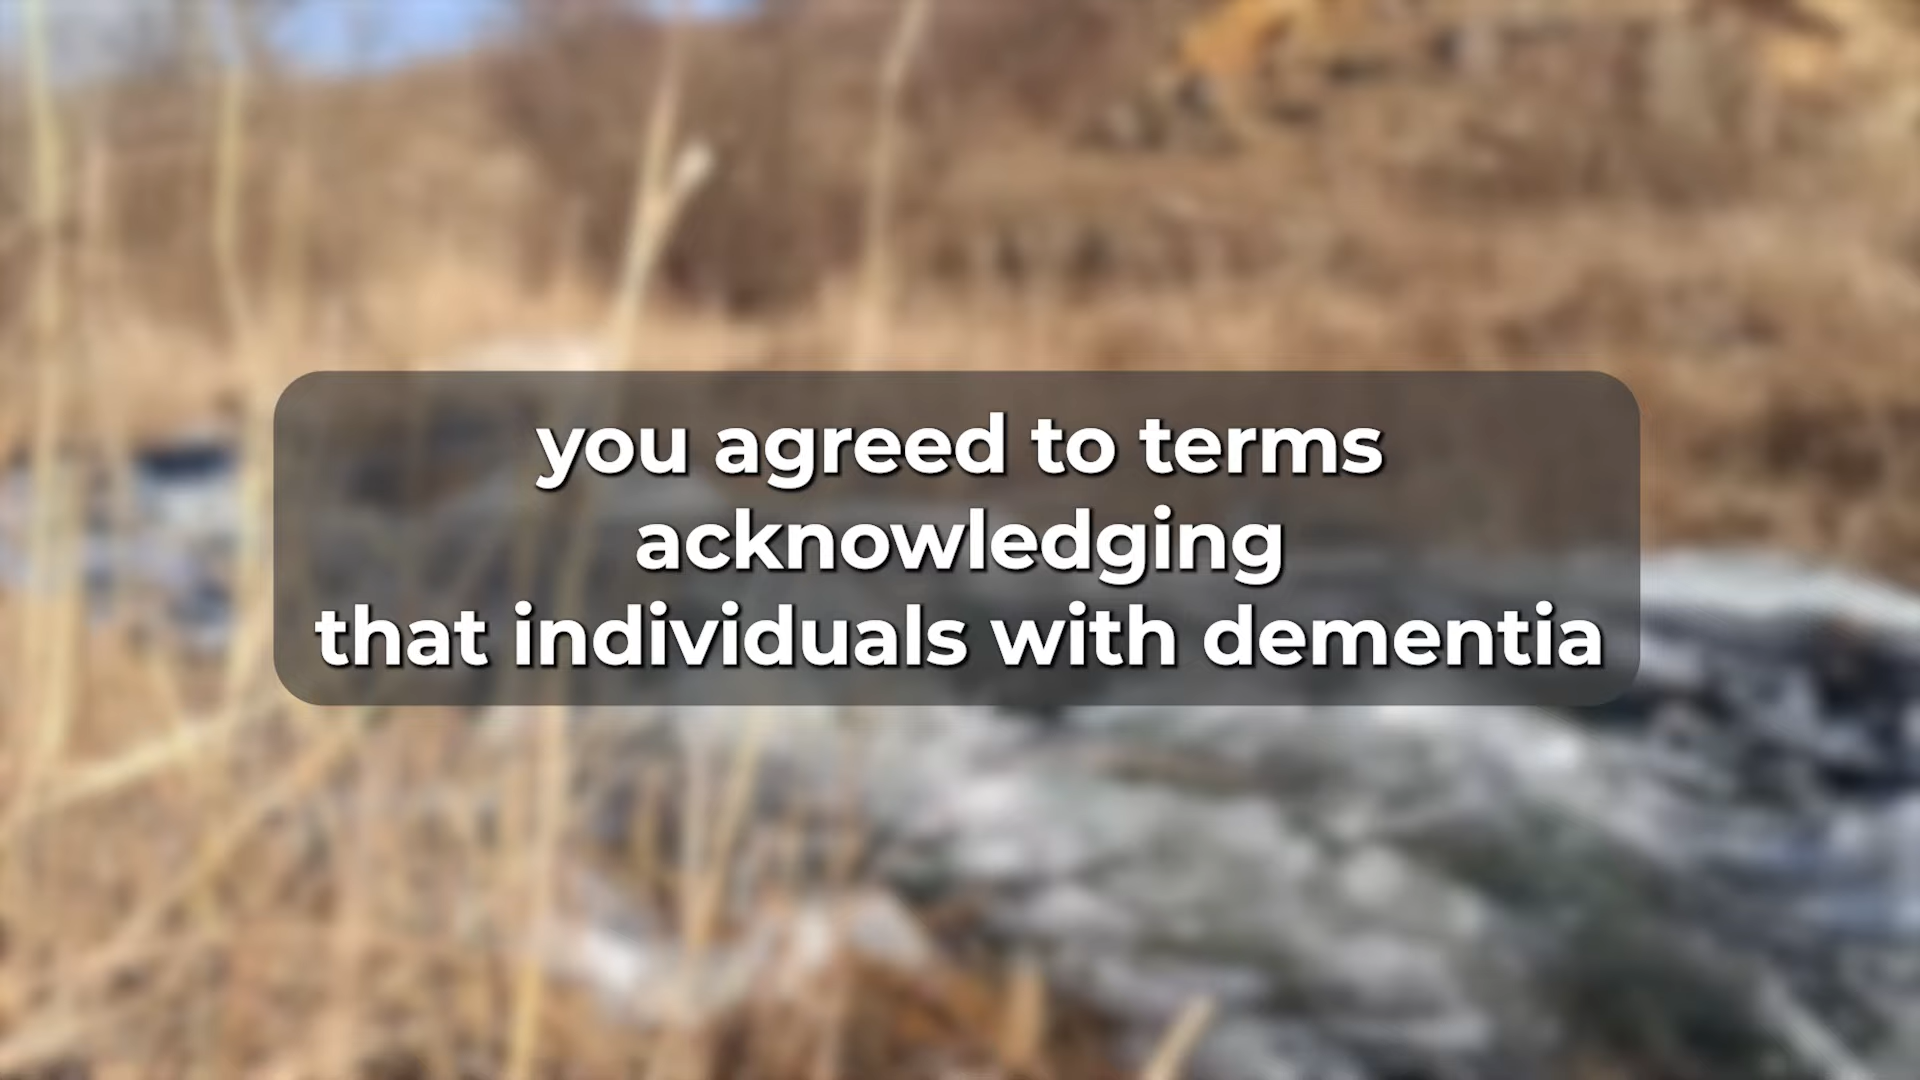 you agreed to terms
acknowledging
that individuals with dementia